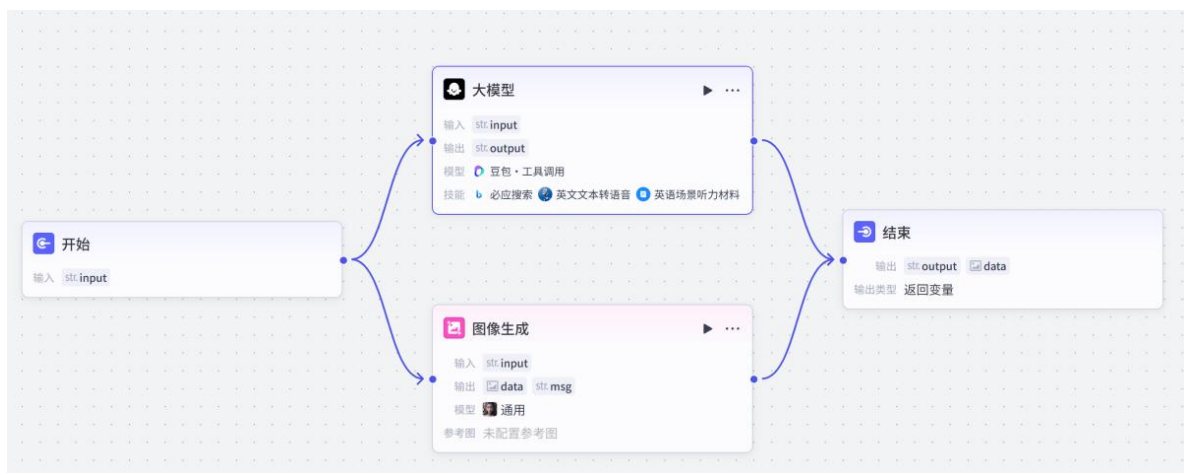 大模型
输入 str. input
输出 str. output
模型 豆包·工具调用
技能 必应搜索 英文文本转语音 英语场景听力材料
开始
输入 str. input
图像生成
输入 str. input
输出 data str. msg
模型 通用
参考图 未配置参考图
结束
输出 str. output data
输出类型 返回变量